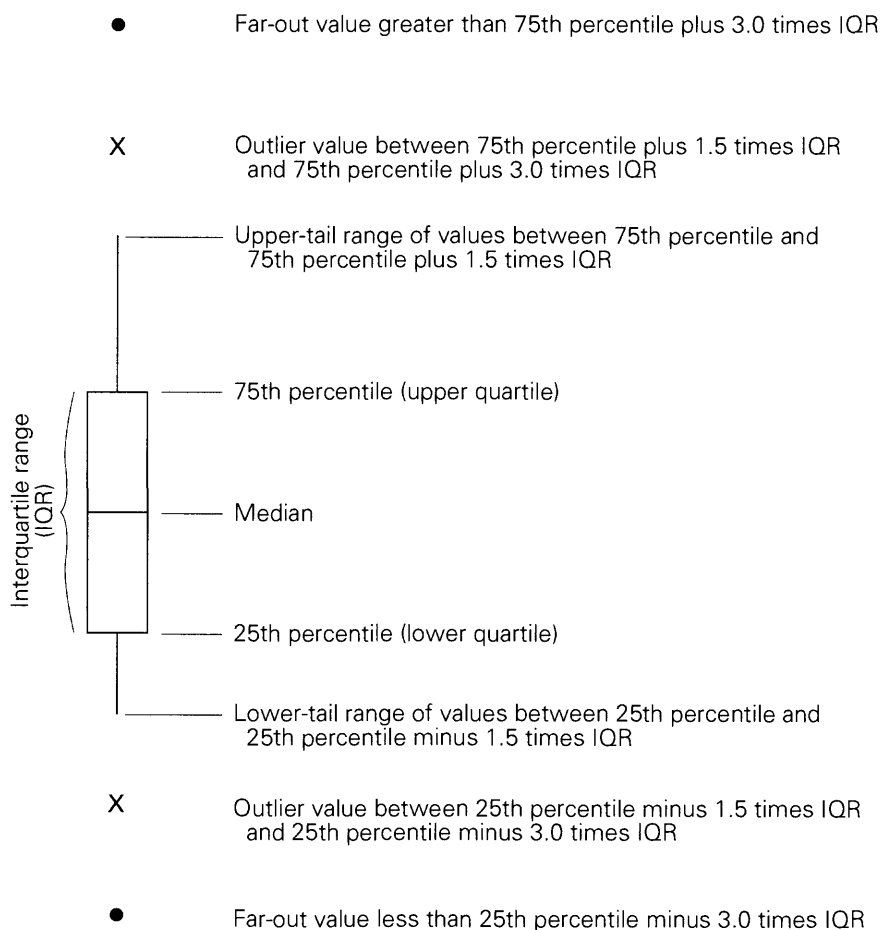 Far-out value greater than 75th percentile plus 3.0 times IQR
X
Outlier value between 75th percentile plus 1.5 times IQR
and 75th percentile plus 3.0 times IQR
Upper-tail range of values between 75th percentile and
75th percentile plus 1.5 times IQR
75th percentile (upper quartile)
Interquartile range
(IQR)
Median
25th percentile (lower quartile)
Lower-tail range of values between 25th percentile and
25th percentile minus 1.5 times IQR
X
Outlier value between 25th percentile minus 1.5 times IQR
and 25th percentile minus 3.0 times IQR
Far-out value less than 25th percentile minus 3.0 times IQR